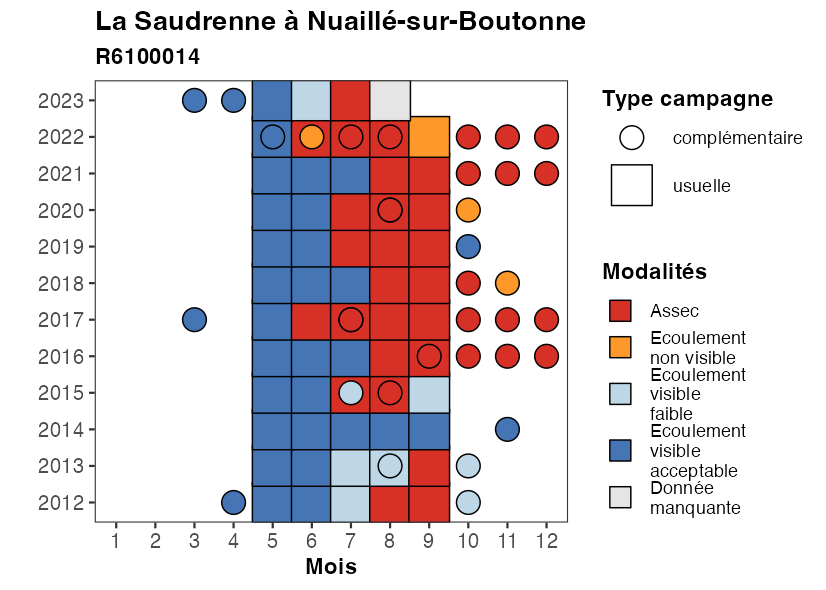 La Saudrenne à Nuaillé-sur-Boutonne
R6100014
2023
2022
2021
2020
2019
2018
2017
2016
2015
2014
2013
2012
1 2 3 4 5 6 7 8 9 10 11 12
Mois
Type campagne
complémentaire
usuelle
Modalités
Assec
Ecoulement
non visible
Ecoulement
visible
faible
Ecoulement
visible
acceptable
Donnée
manquante